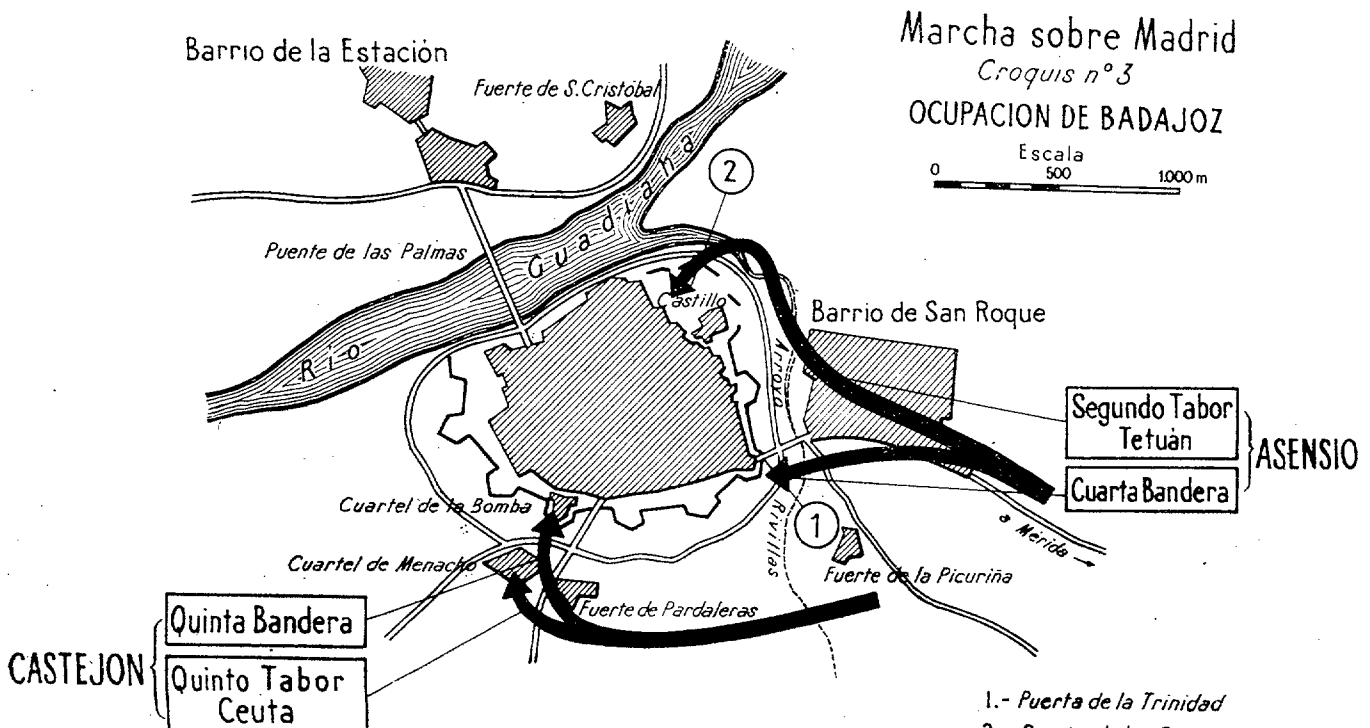 Marcha sobre Madrid
Croquis nº 3
OCUPACION DE BADAJOZ
Escala
0 500 1.000 m
Barrio de la Estación
Fuerte de S. Cristóbal
2
Puente de las Palmas
Río Guadiana
Castillo
Barrio de San Roque
Arroyo Rivillas
Segundo Tabor
Tetuán
ASENSIO
Cuarta Bandera
1
a Mérida
Cuartel de la Bomba
Cuartel de Menacho
Fuerte de la Picuriña
Fuerte de Pardaleras
Quinta Bandera
CASTEJON
Quinto Tabor
Ceuta
1.- Puerta de la Trinidad